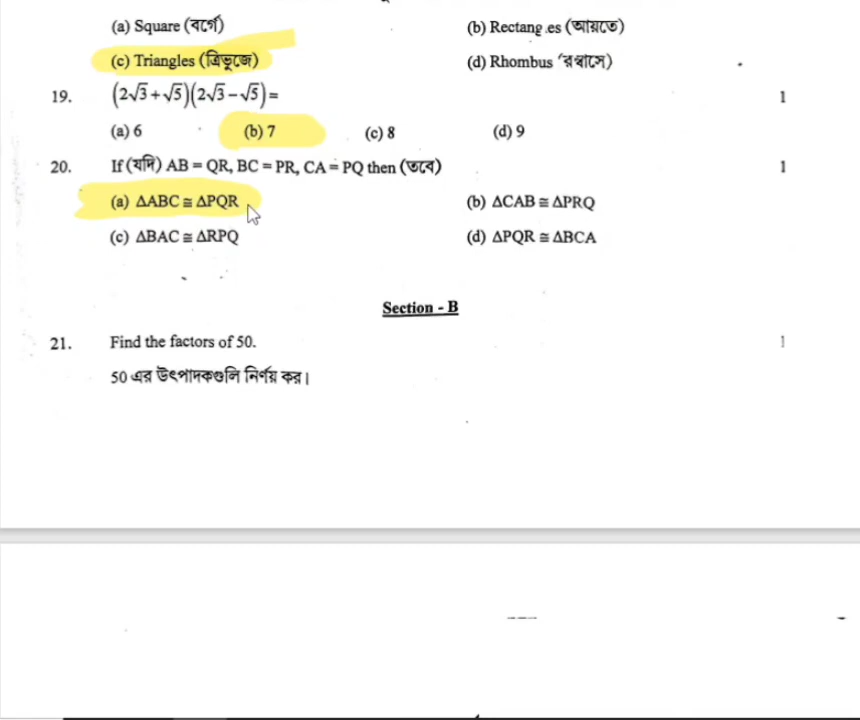 (a) Square (বর্গে) (b) Rectang.es (আয়তে)
(c) Triangles (ত্রিভুজে) (d) Rhombus (রম্বাসে)
19. (2√3+√5)(2√3−√5)= 1
(a) 6 (b) 7 (c) 8 (d) 9
20. If (যদি) AB = QR, BC = PR, CA = PQ then (তবে) 1
(a) ΔABC ≅ ΔPQR (b) ΔCAB ≅ ΔPRQ
(c) ΔBAC ≅ ΔRPQ (d) ΔPQR ≅ ΔBCA
Section - B
21. Find the factors of 50. 1
50 এর উৎপাদকগুলি নির্ণয় কর।